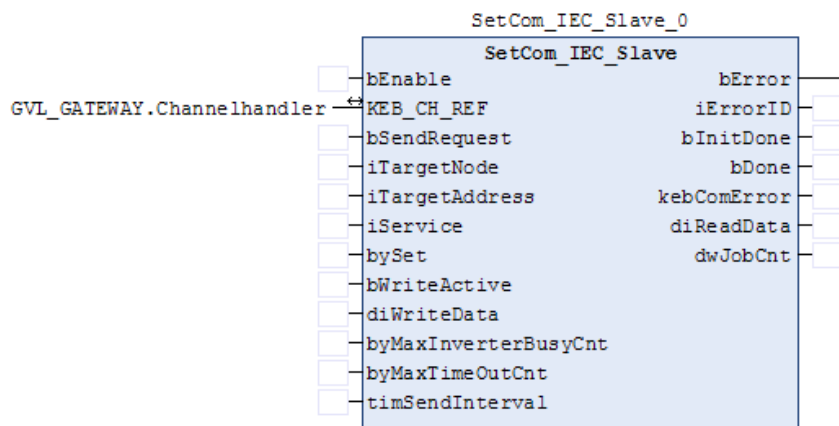 SetCom_IEC_Slave_0
SetCom_IEC_Slave
bEnable bError
GVL_GATEWAY.Channelhandler KEB_CH_REF iErrorID
bSendRequest bInitDone
iTargetNode bDone
iTargetAddress kebComError
iService diReadData
bySet dwJobCnt
bWriteActive
diWriteData
byMaxInverterBusyCnt
byMaxTimeOutCnt
timSendInterval